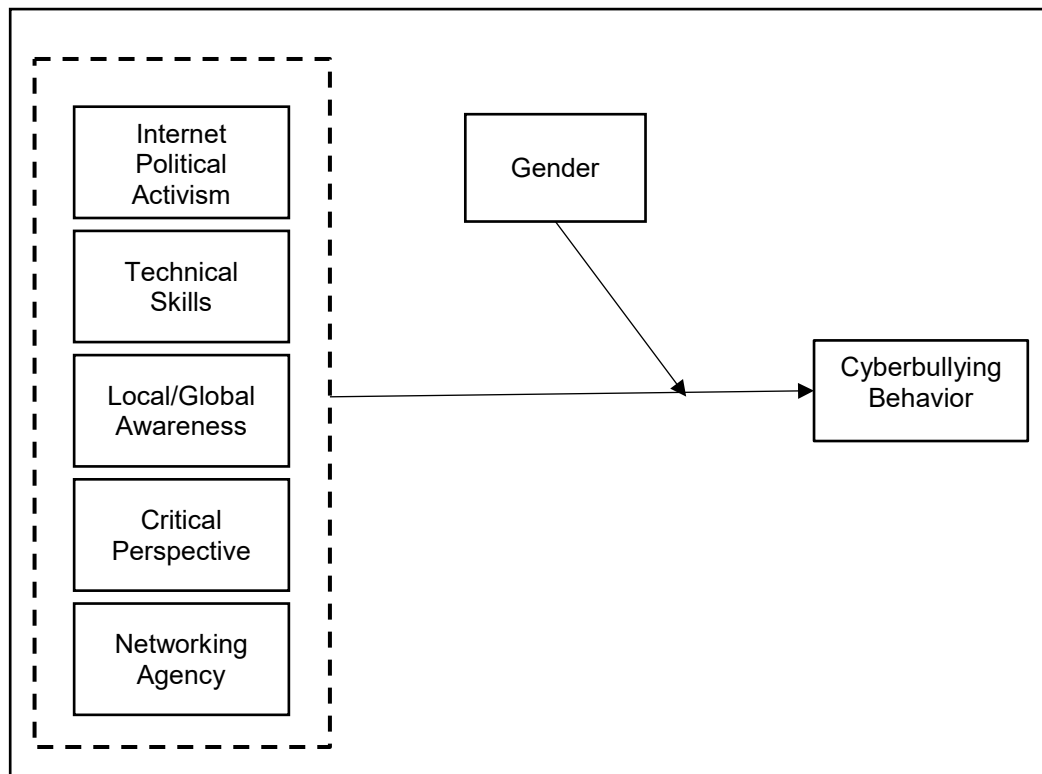 Internet
Political
Activism
Technical
Skills
Local/Global
Awareness
Critical
Perspective
Networking
Agency
Gender
Cyberbullying
Behavior